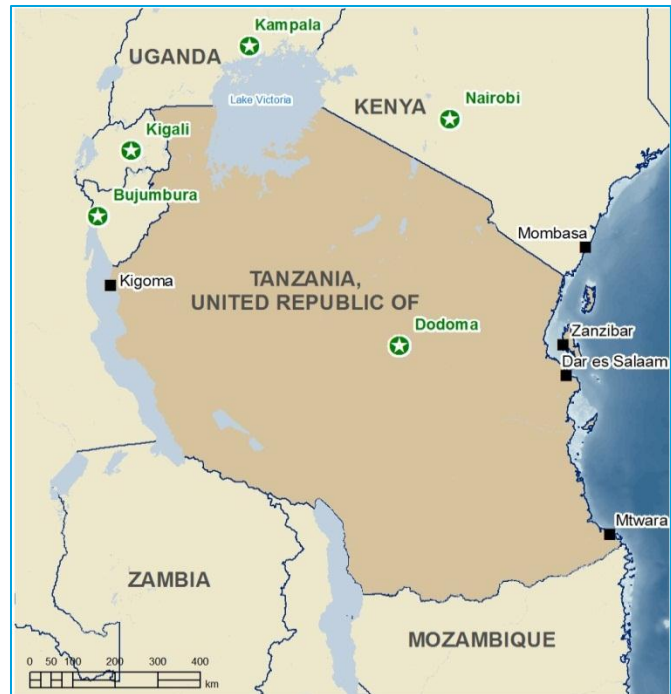 Kampala
UGANDA
Lake Victoria
KENYA
Nairobi
Kigali
Bujumbura
Mombasa
Kigoma
TANZANIA,
UNITED REPUBLIC OF
Dodoma
Zanzibar
Dar es Salaam
Mtwara
ZAMBIA
MOZAMBIQUE
0 50 100 200 300 400
km